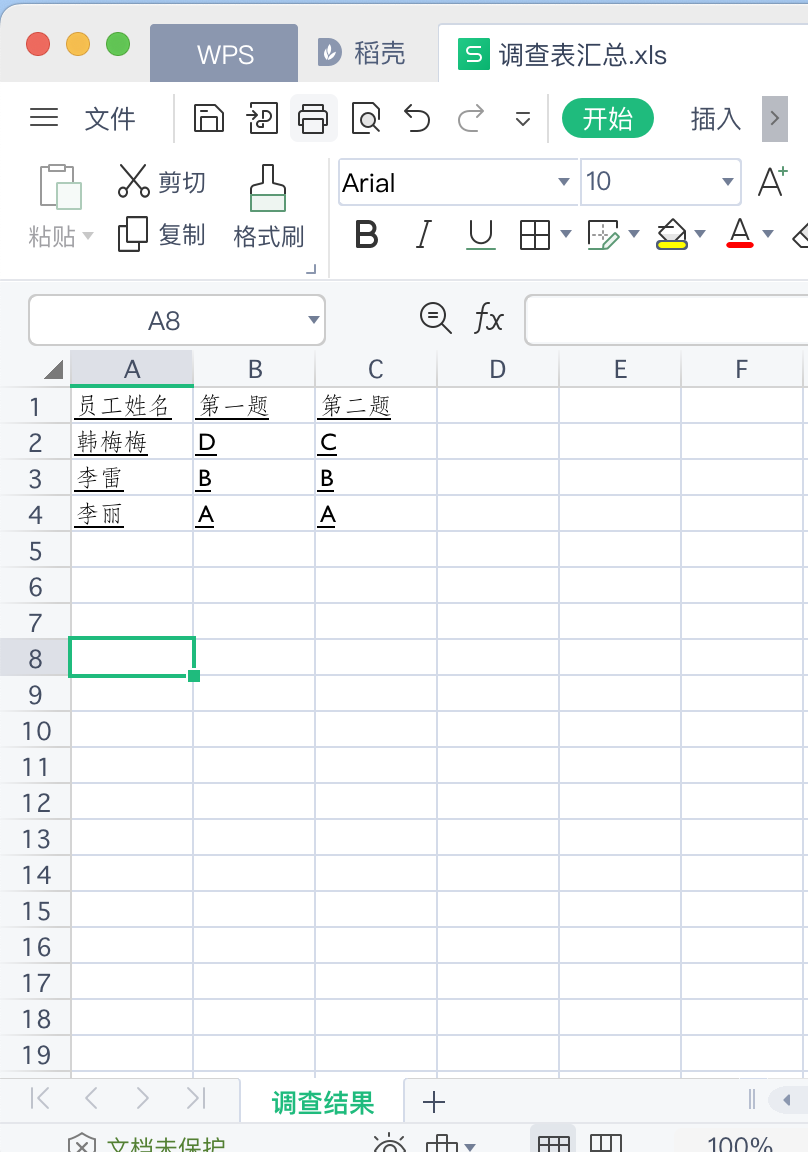 WPS 稻壳 调查表汇总.xls
文件 开始 插入
剪切 Arial 10 A+
粘贴 复制 格式刷 B I U A
A8 fx
A B C D E F
1 员工姓名 第一题 第二题
2 韩梅梅 D C
3 李雷 B B
4 李丽 A A
5
6
7
8
9
10
11
12
13
14
15
16
17
18
19
调查结果
文档未保护 100%